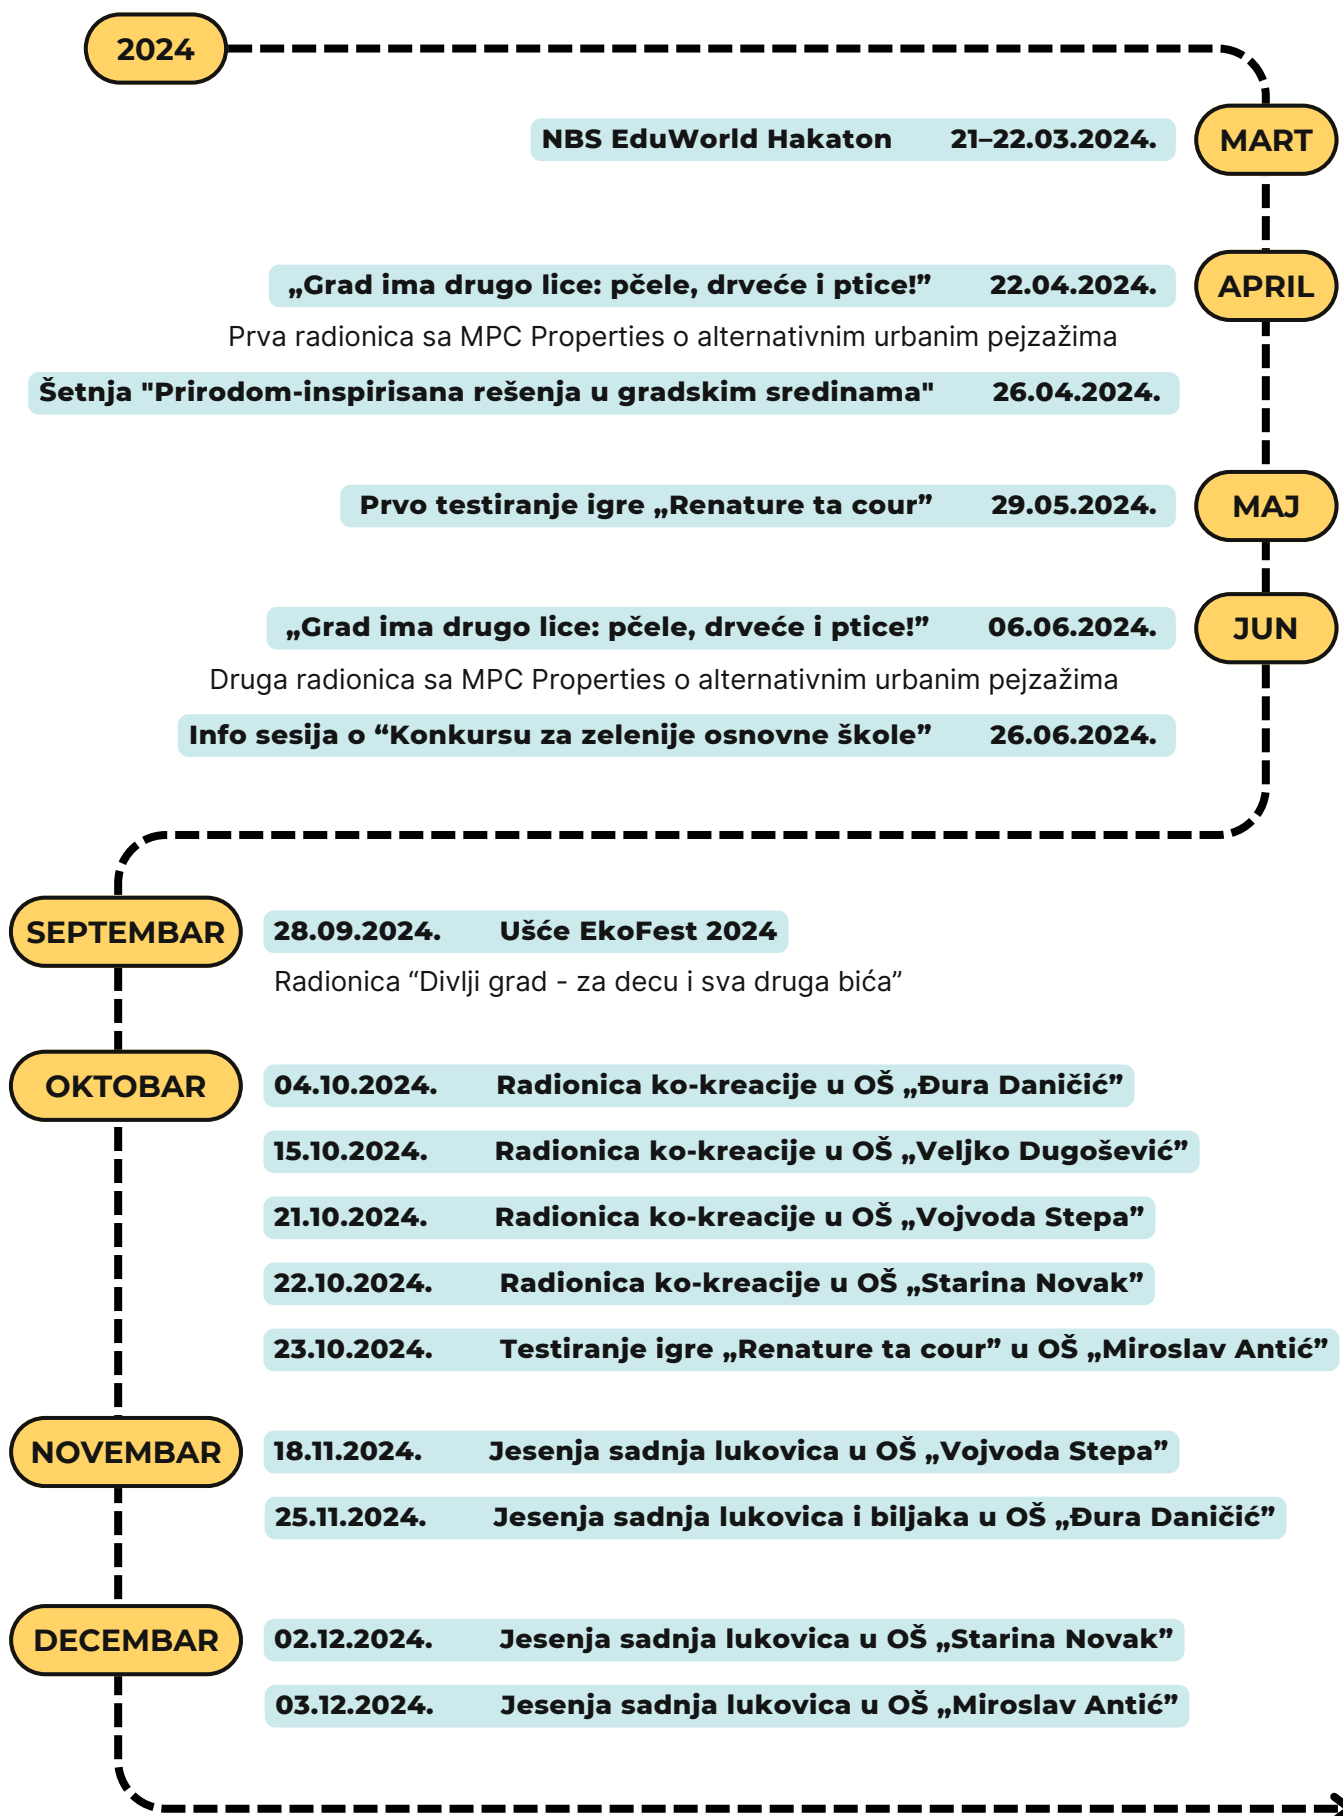 2024
NBS EduWorld Hakaton 21–22.03.2024. MART
„Grad ima drugo lice: pčele, drveće i ptice!” 22.04.2024. APRIL
Prva radionica sa MPC Properties o alternativnim urbanim pejzažima
Šetnja "Prirodom-inspirisana rešenja u gradskim sredinama" 26.04.2024.
Prvo testiranje igre „Renature ta cour” 29.05.2024. MAJ
„Grad ima drugo lice: pčele, drveće i ptice!” 06.06.2024. JUN
Druga radionica sa MPC Properties o alternativnim urbanim pejzažima
Info sesija o “Konkursu za zelenije osnovne škole” 26.06.2024.
SEPTEMBAR 28.09.2024. Ušće EkoFest 2024
Radionica “Divlji grad - za decu i sva druga bića”
OKTOBAR 04.10.2024. Radionica ko-kreacije u OŠ „Đura Daničić”
15.10.2024. Radionica ko-kreacije u OŠ „Veljko Dugošević”
21.10.2024. Radionica ko-kreacije u OŠ „Vojvoda Stepa”
22.10.2024. Radionica ko-kreacije u OŠ „Starina Novak”
23.10.2024. Testiranje igre „Renature ta cour” u OŠ „Miroslav Antić”
NOVEMBAR 18.11.2024. Jesenja sadnja lukovica u OŠ „Vojvoda Stepa”
25.11.2024. Jesenja sadnja lukovica i biljaka u OŠ „Đura Daničić”
DECEMBAR 02.12.2024. Jesenja sadnja lukovica u OŠ „Starina Novak”
03.12.2024. Jesenja sadnja lukovica u OŠ „Miroslav Antić”